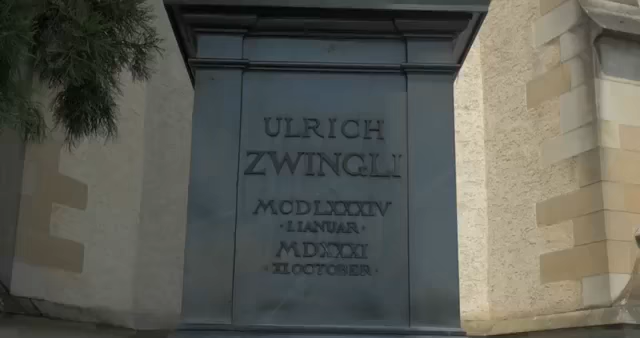 ULRICH
ZWINGLI
MCDLXXXIV
· I. IANUAR ·
MDXXXI
· XI OCTOBER ·